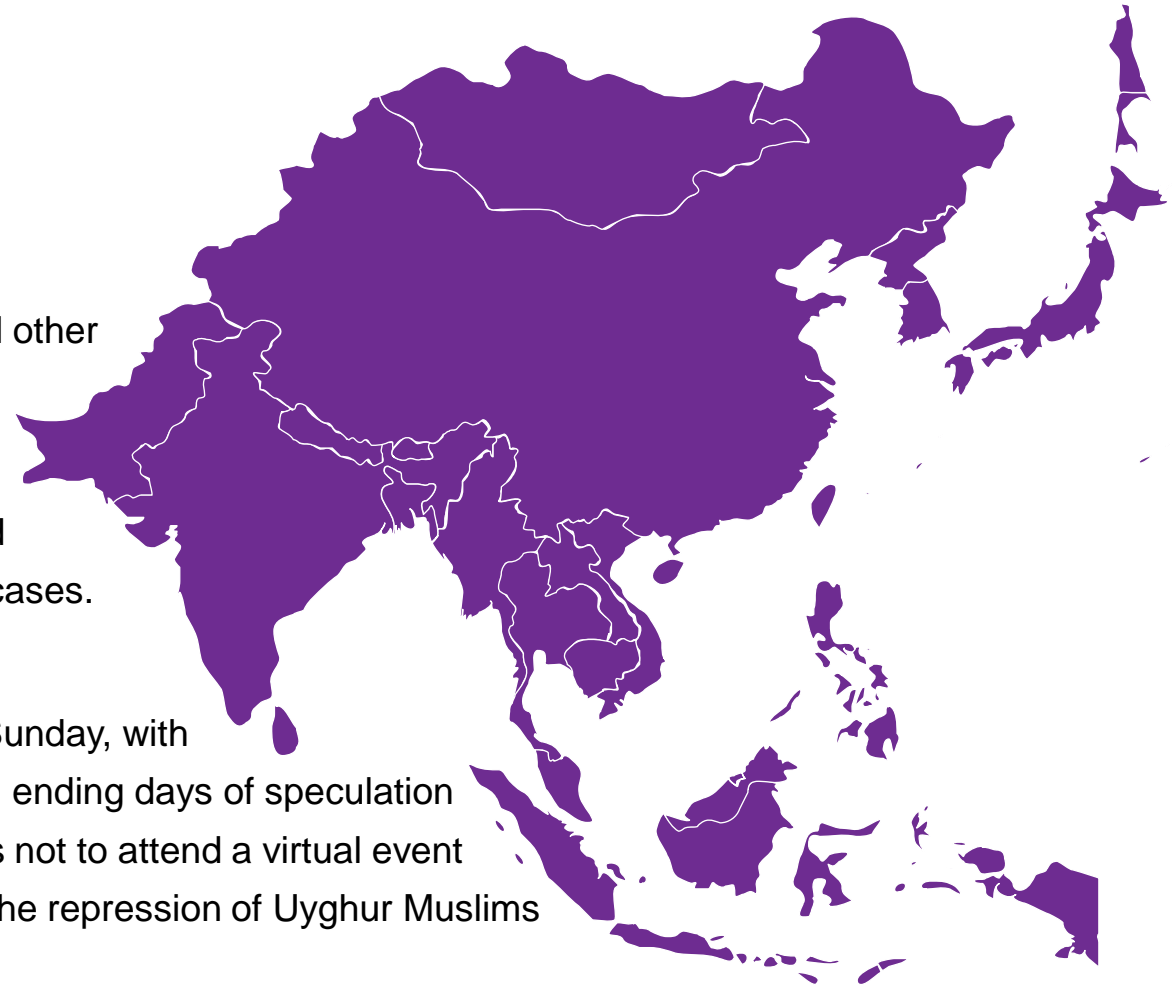 other
cases.
Sunday, with
ending days of speculation
not to attend a virtual event
he repression of Uyghur Muslims